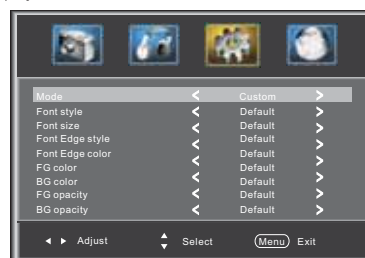 Mode < Custom >
Font style < Default >
Font size < Default >
Font Edge style < Default >
Font Edge color < Default >
FG color < Default >
BG color < Default >
FG opacity < Default >
BG opacity < Default >
Adjust Select Menu Exit